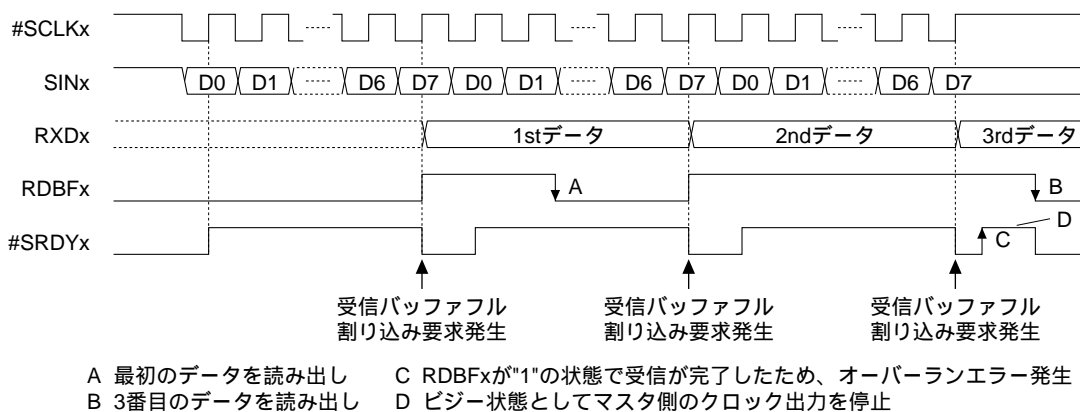 #SCLKx
SINx D0 D1 D6 D7 D0 D1 D6 D7 D0 D1 D6 D7
RXDx 1stデータ 2ndデータ 3rdデータ
RDBFx A B
#SRDYx C D
受信バッファフル 受信バッファフル 受信バッファフル
割り込み要求発生 割り込み要求発生 割り込み要求発生
A 最初のデータを読み出し C RDBFxが"1"の状態で受信が完了したため、オーバーランエラー発生
B 3番目のデータを読み出し D ビジー状態としてマスタ側のクロック出力を停止